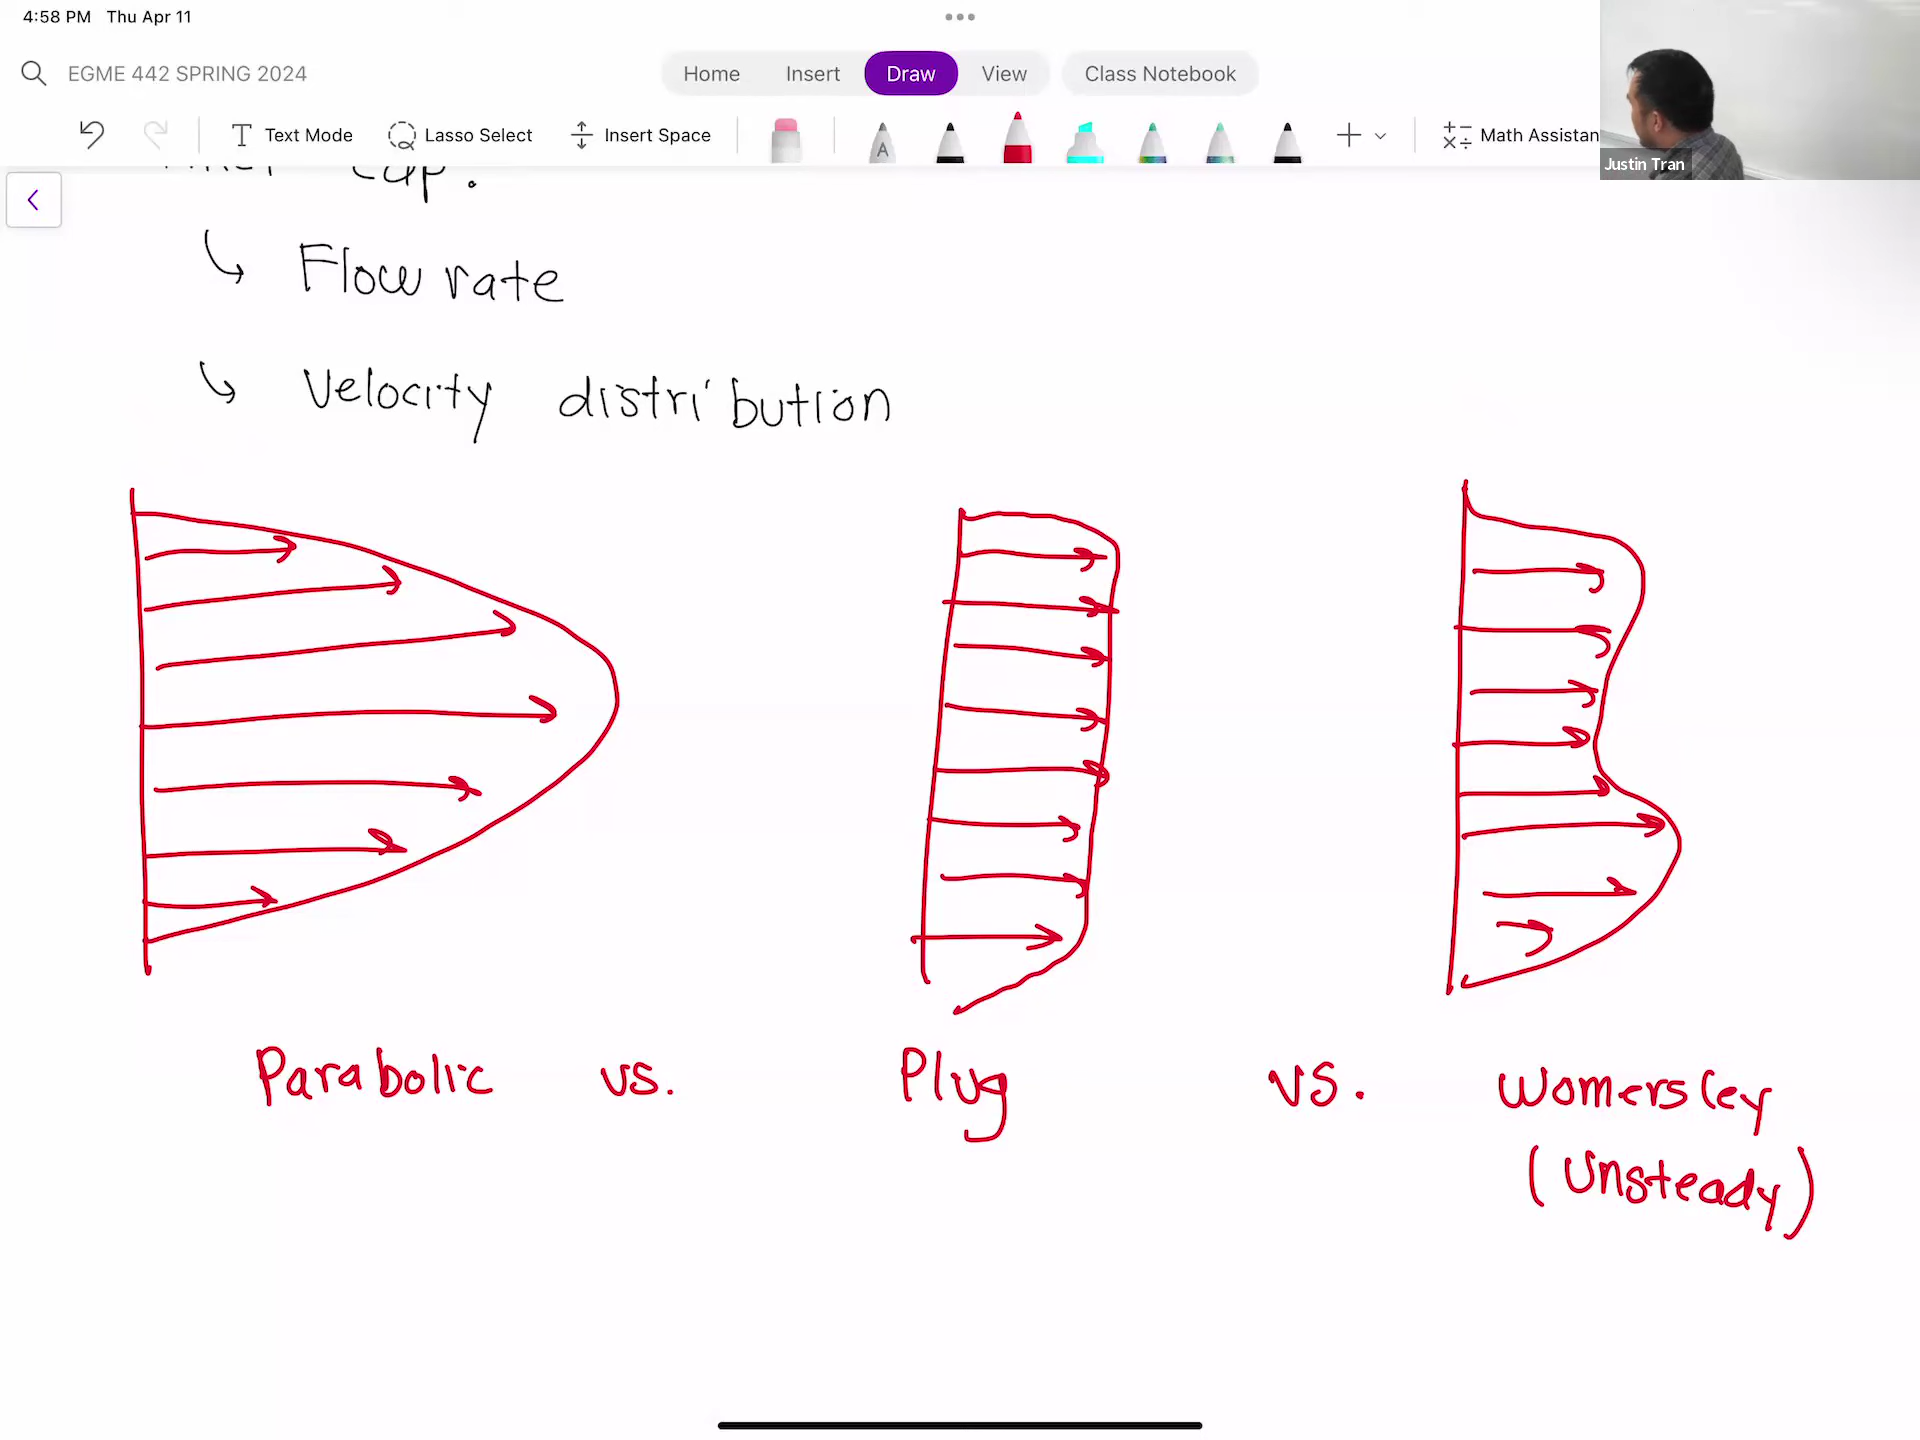 4:58 PM Thu Apr 11
EGME 442 SPRING 2024
Home Insert Draw View Class Notebook
Text Mode Lasso Select Insert Space A Math Assistan
Justin Tran
cap.
Flow rate
Velocity distribution
Parabolic vs. Plug vs. Womersley
(Unsteady)